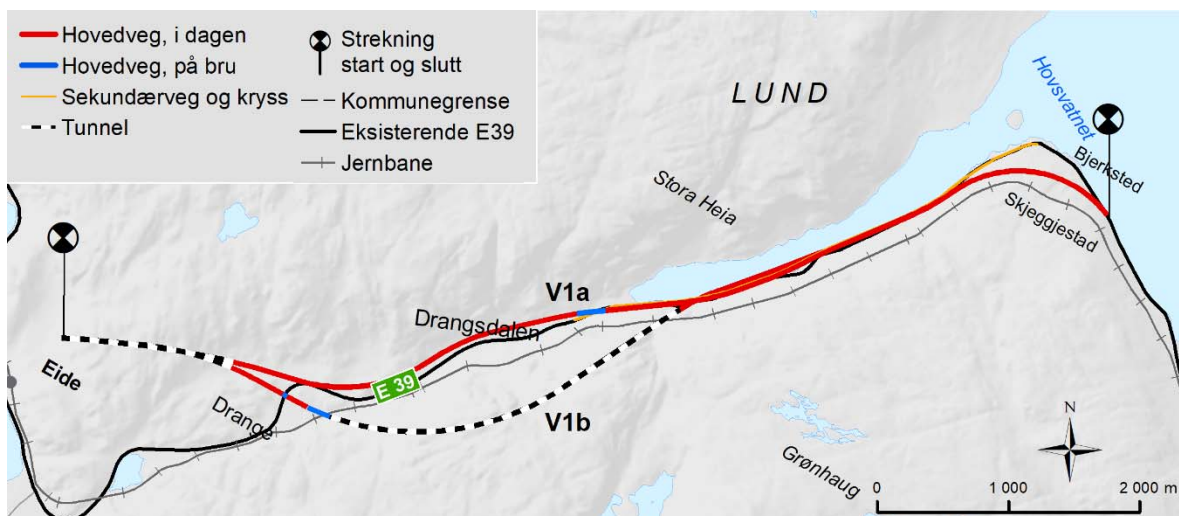 Hovedveg, i dagen
Hovedveg, på bru
Sekundærveg og kryss
Tunnel
Strekning
start og slutt
Kommunegrense
Eksisterende E39
Jernbane
LUND
Hovsvatnet
Bjerksted
Skjeggjestad
Stora Heia
V1a
Drangsdalen
E 39
Eide
Drange
V1b
Grønhaug
N
0 1 000 2 000 m